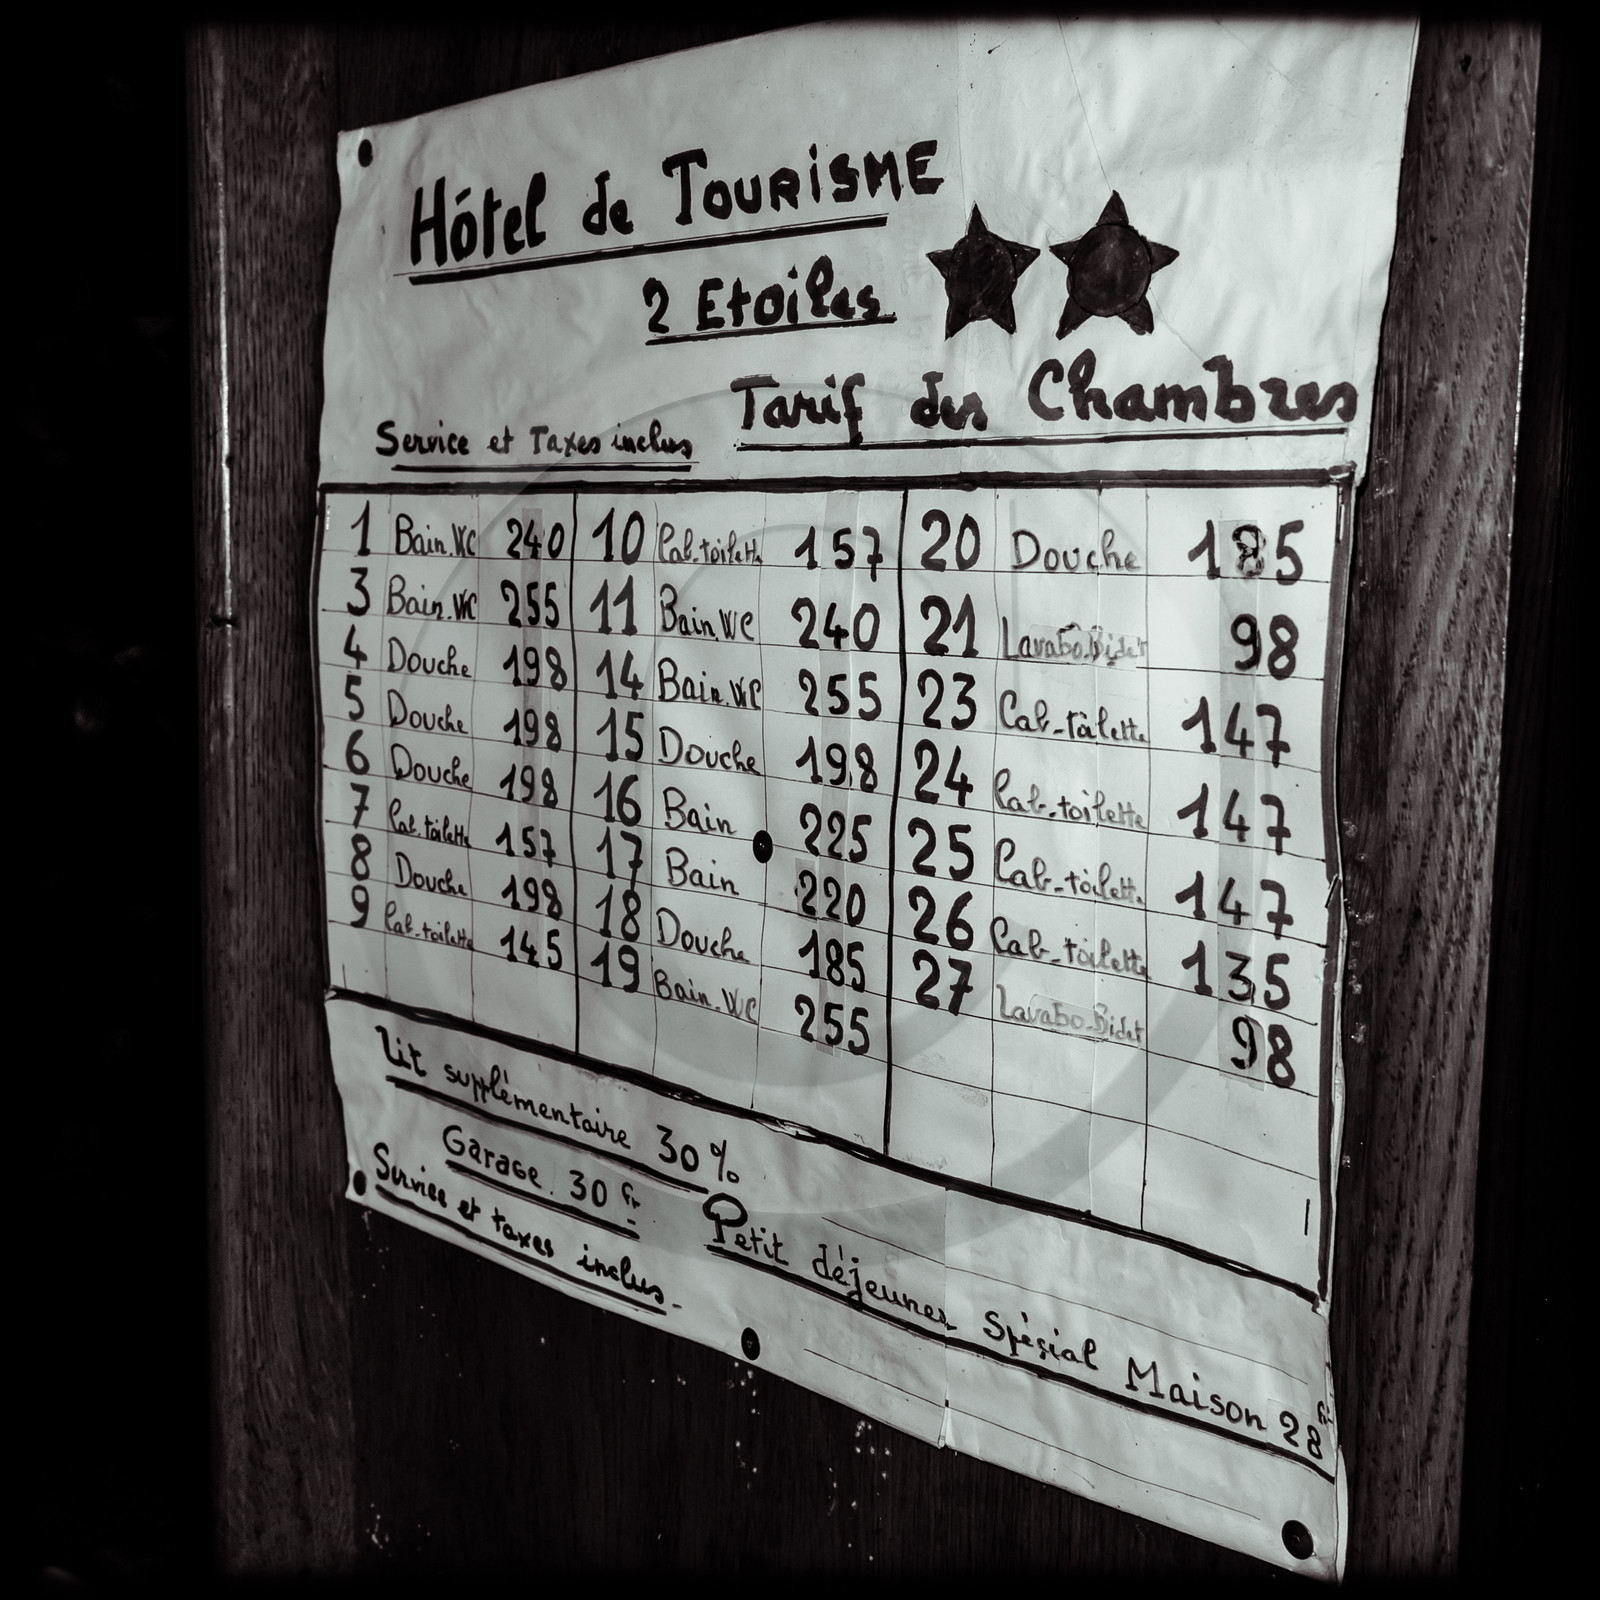 Hôtel de TOURiSME
2 Etoiles
Tarif des Chambres
Service et Taxes inclus
1 Bain.WC 240 10 Cab.toilette 157 20 Douche 185
3 Bain.WC 255 11 Bain WC 240 21 Lavabo.Bidet 98
4 Douche 198 14 Bain.WC 255 23 Cab-toilette 147
5 Douche 198 15 Douche 198 24 Cab-toilette 147
6 Douche 198 16 Bain 225 25 Cab-toilette 147
7 Cab.toilette 157 17 Bain 220 26 Cab-toilette 135
8 Douche 198 18 Douche 185 27 Lavabo-Bidet 98
9 Cab-toilette 145 19 Bain.WC 255
Lit supplémentaire 30%
Garage. 30 Fr
Service et taxes inclus.
Petit déjeuner Spésial Maison 28 Fr